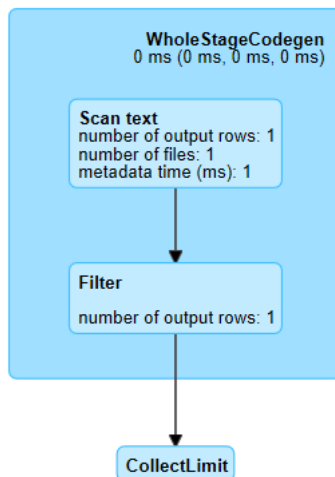 WholeStageCodegen
0 ms (0 ms, 0 ms, 0 ms)
Scan text
number of output rows: 1
number of files: 1
metadata time (ms): 1
Filter
number of output rows: 1
CollectLimit